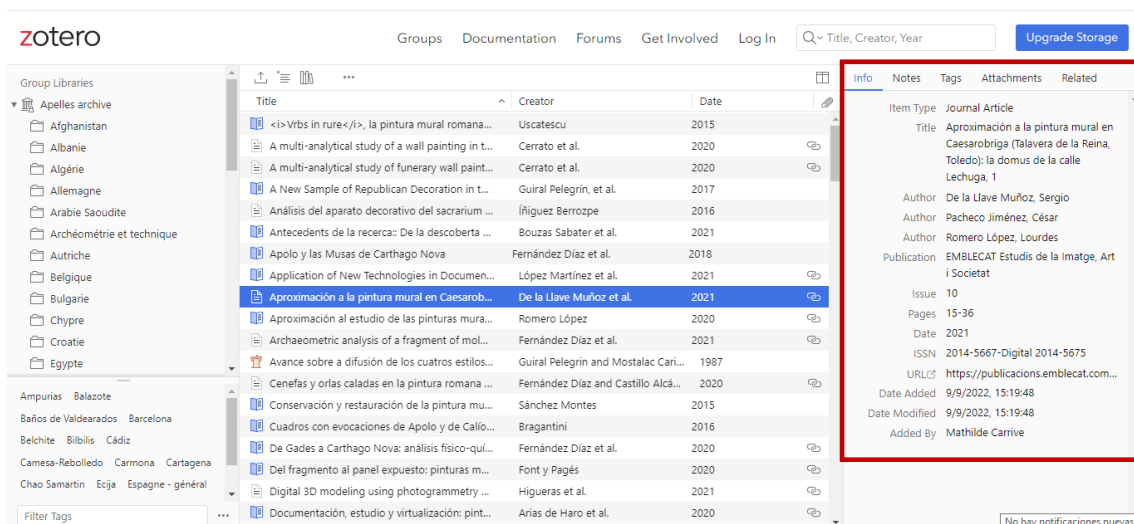 zotero
Groups Documentation Forums Get Involved Log In Title, Creator, Year Upgrade Storage
Group Libraries
Apelles archive
Afghanistan
Albanie
Algérie
Allemagne
Arabie Saoudite
Archéométrie et technique
Autriche
Belgique
Bulgarie
Chypre
Croatie
Egypte
Ampurias Balazote
Baños de Valdearados Barcelona
Belchite Bilbilis Cádiz
Camesa-Rebolledo Carmona Cartagena
Chao Samartin Ecija Espagne - général
Filter Tags
Title Creator Date
<i>Vrbs in rure</i>, la pintura mural romana... Uscatescu 2015
A multi-analytical study of a wall painting in t... Cerrato et al. 2020
A multi-analytical study of funerary wall paint... Cerrato et al. 2020
A New Sample of Republican Decoration in t... Guiral Pelegrín, et al. 2017
Análisis del aparato decorativo del sacrarium ... Íñiguez Berrozpe 2016
Antecedents de la recerca:: De la descoberta ... Bouzas Sabater et al. 2021
Apolo y las Musas de Carthago Nova Fernández Díaz et al. 2018
Application of New Technologies in Documen... López Martínez et al. 2021
Aproximación a la pintura mural en Caesarob... De la Llave Muñoz et al. 2021
Aproximación al estudio de las pinturas mura... Romero López 2020
Archaeometric analysis of a fragment of mol... Fernández Díaz et al. 2021
Avance sobre a difusión de los cuatros estilos... Guiral Pelegrin and Mostalac Cari... 1987
Cenefas y orlas caladas en la pintura romana ... Fernández Díaz and Castillo Alcá... 2020
Conservación y restauración de la pintura mu... Sánchez Montes 2015
Cuadros con evocaciones de Apolo y de Calío... Bragantini 2016
De Gades a Carthago Nova: análisis físico-quí... Fernández Díaz et al. 2020
Del fragmento al panel expuesto: pinturas m... Font y Pagés 2020
Digital 3D modeling using photogrammetry ... Higueras et al. 2021
Documentación, estudio y virtualización: pint... Arias de Haro et al. 2020
Info Notes Tags Attachments Related
Item Type Journal Article
Title Aproximación a la pintura mural en
Caesarobriga (Talavera de la Reina,
Toledo): la domus de la calle
Lechuga, 1
Author De la Llave Muñoz, Sergio
Author Pacheco Jiménez, César
Author Romero López, Lourdes
Publication EMBLECAT Estudis de la Imatge, Art
i Societat
Issue 10
Pages 15-36
Date 2021
ISSN 2014-5667-Digital 2014-5675
URL https://publicacions.emblecat.com...
Date Added 9/9/2022, 15:19:48
Date Modified 9/9/2022, 15:19:48
Added By Mathilde Carrive
No hay notificaciones nuevas